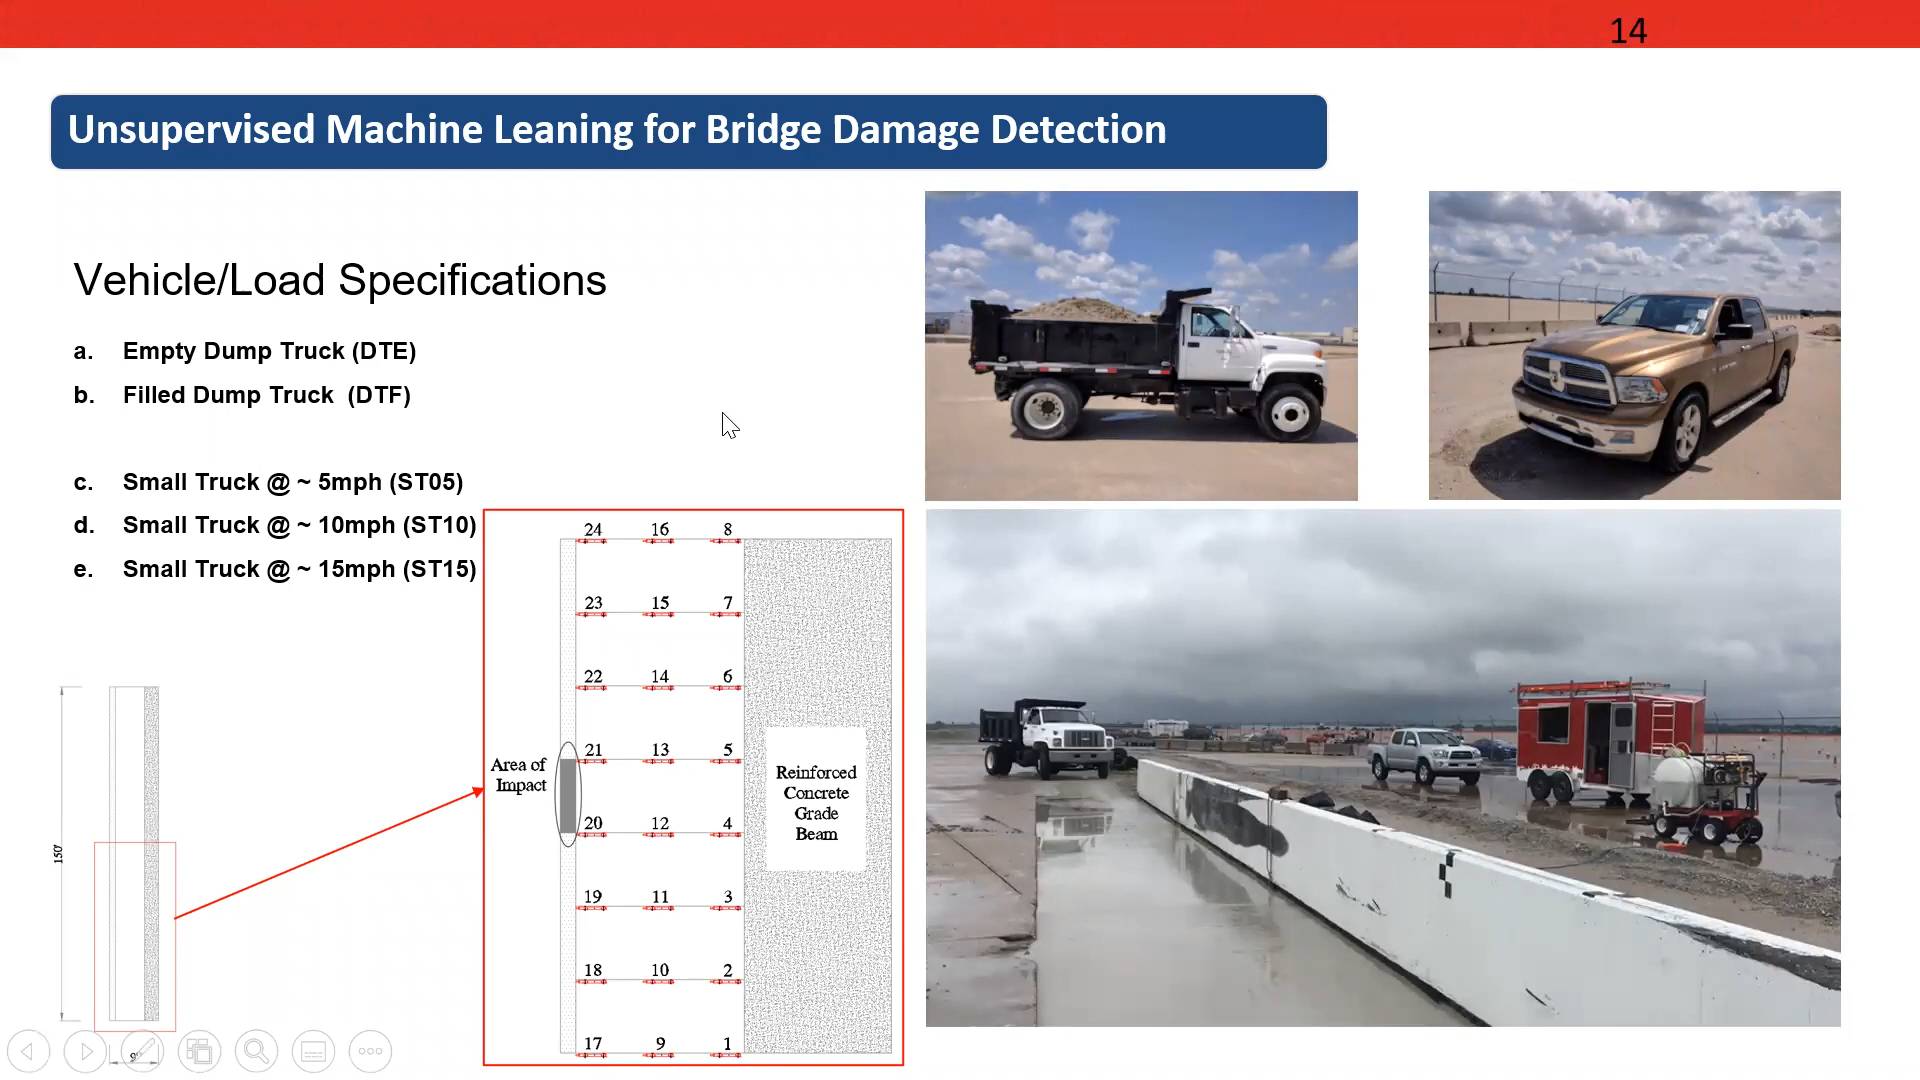 14
Unsupervised Machine Leaning for Bridge Damage Detection
Vehicle/Load Specifications
a. Empty Dump Truck (DTE)
b. Filled Dump Truck (DTF)
c. Small Truck @ ~ 5mph (ST05)
d. Small Truck @ ~ 10mph (ST10)
e. Small Truck @ ~ 15mph (ST15)
24 16 8
23 15 7
22 14 6
21 13 5
Area of
Impact
20 12 4
19 11 3
18 10 2
17 9 1
Reinforced
Concrete
Grade
Beam
150'